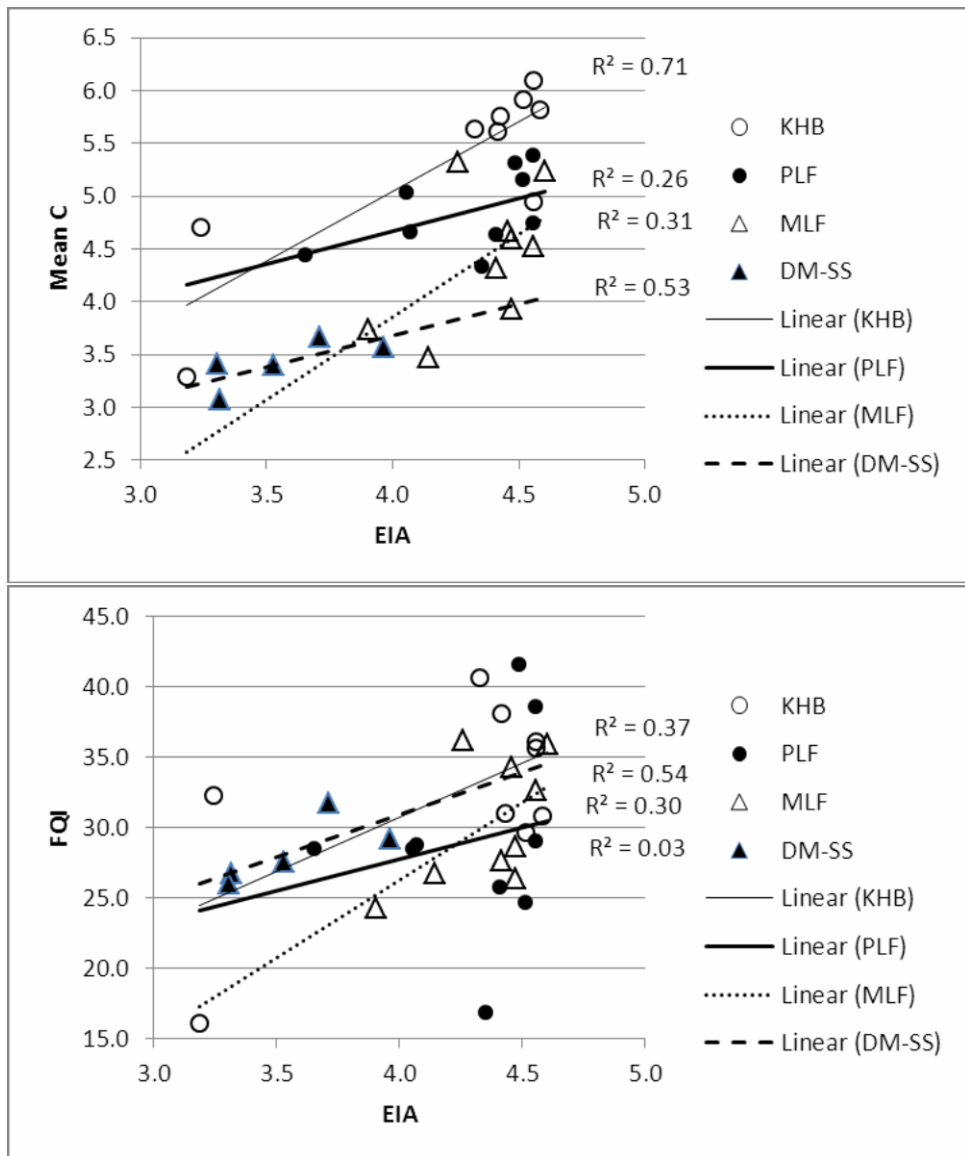 6.5
6.0
5.5
5.0
4.5
4.0
3.5
3.0
2.5
Mean C
3.0 3.5 4.0 4.5 5.0
EIA
R² = 0.71
R² = 0.26
R² = 0.31
R² = 0.53
KHB
PLF
MLF
DM-SS
Linear (KHB)
Linear (PLF)
Linear (MLF)
Linear (DM-SS)
45.0
40.0
35.0
30.0
25.0
20.0
15.0
FQI
3.0 3.5 4.0 4.5 5.0
EIA
R² = 0.37
R² = 0.54
R² = 0.30
R² = 0.03
KHB
PLF
MLF
DM-SS
Linear (KHB)
Linear (PLF)
Linear (MLF)
Linear (DM-SS)